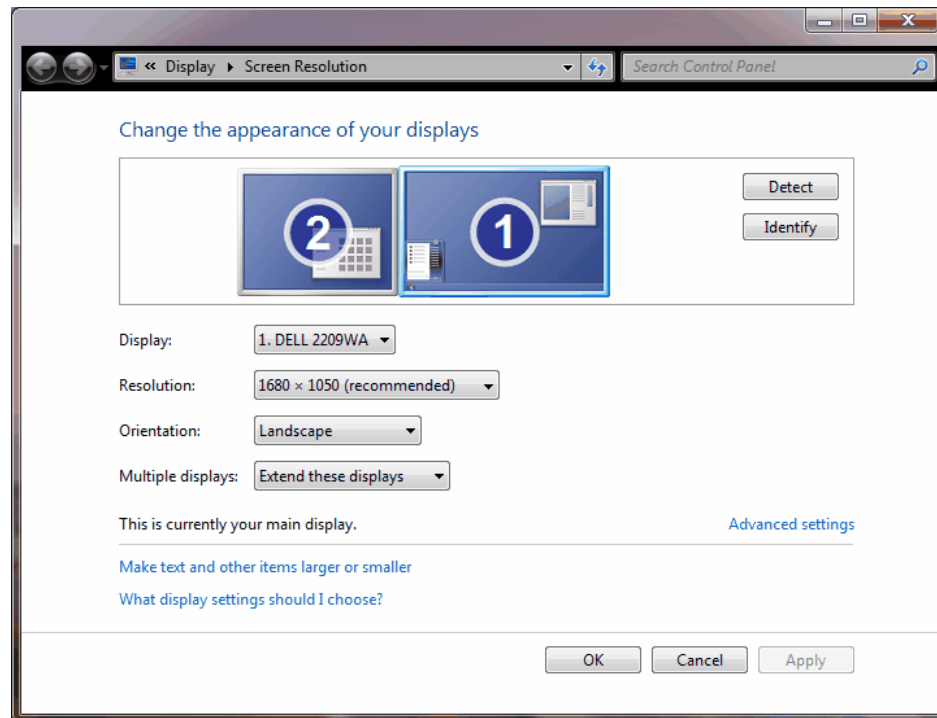 « Display ▸ Screen Resolution
Search Control Panel
Change the appearance of your displays
2
1
Detect
Identify
Display:
1. DELL 2209WA
Resolution:
1680 × 1050 (recommended)
Orientation:
Landscape
Multiple displays:
Extend these displays
This is currently your main display.
Advanced settings
Make text and other items larger or smaller
What display settings should I choose?
OK
Cancel
Apply